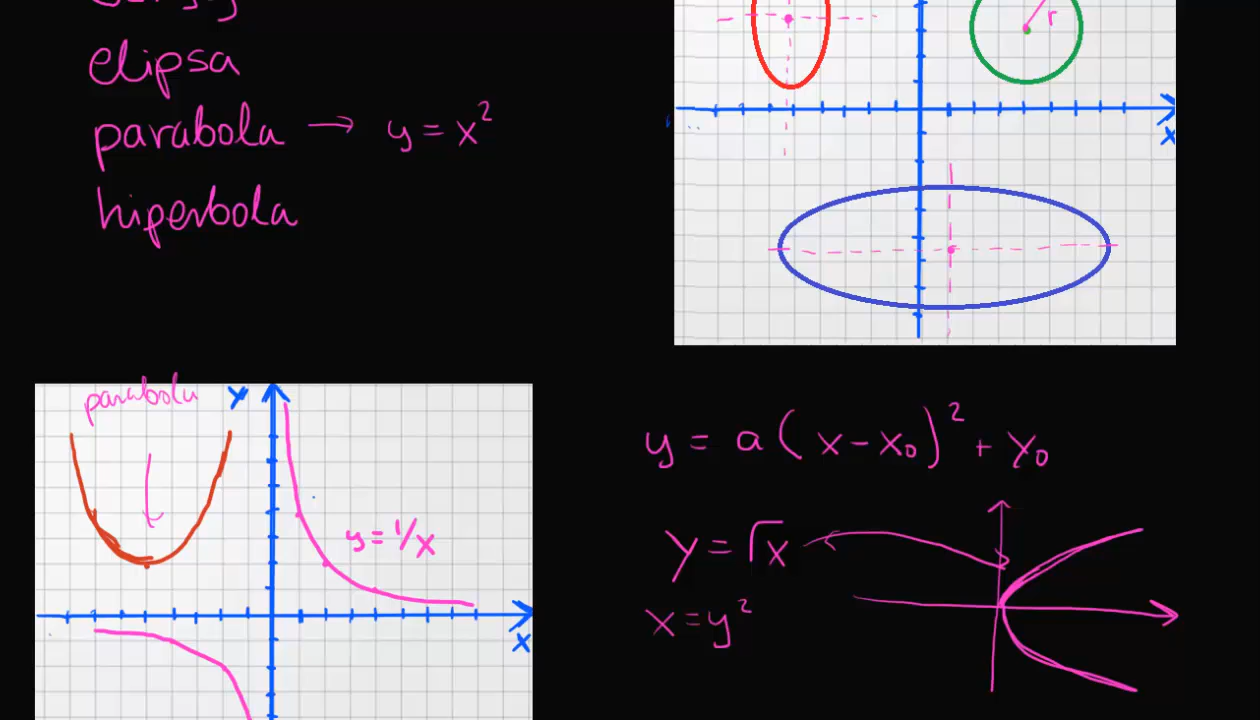 elipsa
parabola → y = x²
hiperbola
r
x
parabola
y
y = 1/x
x
y = a(x - x₀)² + y₀
y = √x
x = y²